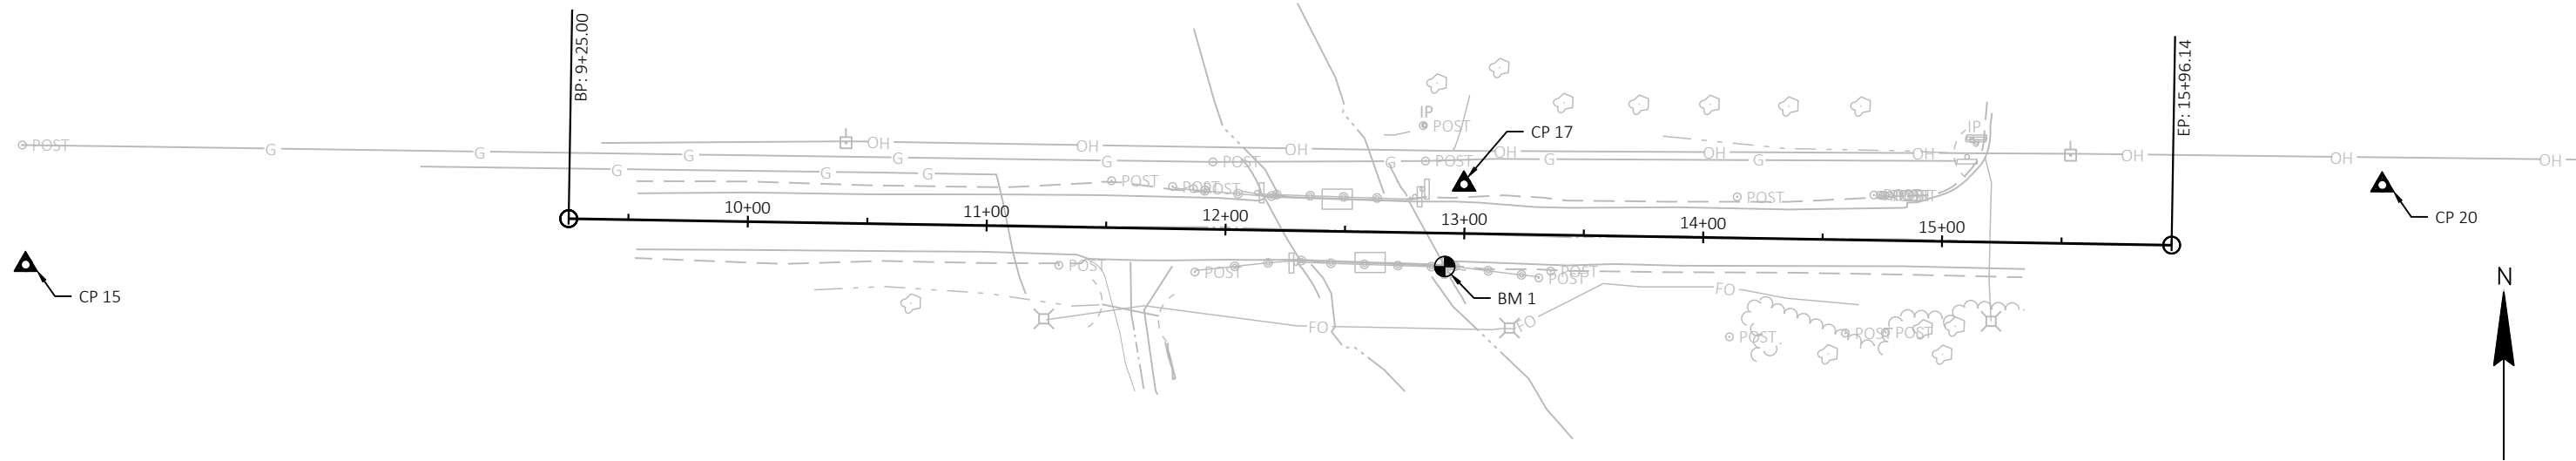 BP: 9+25.00
EP: 15+96.14
IP
POST
CP 17
IP
OH
OH
OH
OH
OH
OH
OH
OH
OH
POST
G
G
G
G
G
G
G
G
POST
POST
G
G
G
POST
POST
POST
POST
POST
CP 20
10+00
11+00
12+00
13+00
14+00
15+00
POST
POST
POST
POST
N
CP 15
BM 1
FO
FO
FO
POST
POST
POST